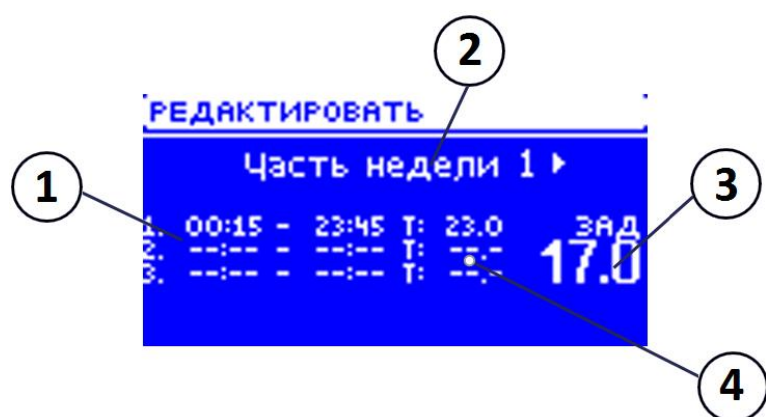 2
РЕДАКТИРОВАТЬ
Часть недели 1
1
3
1. 00:15 - 23:45 T: 23.0 ЗАД
2. --:-- - --:-- T: --.- 17.0
3. --:-- - --:-- T: --.-
4